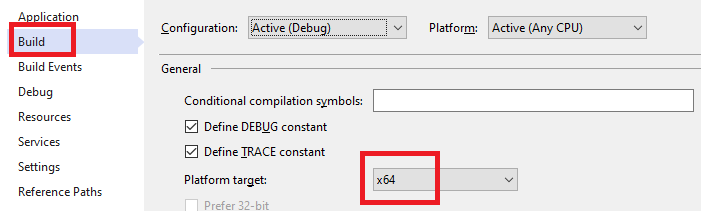 Application
Build
Build Events
Debug
Resources
Services
Settings
Reference Paths
Configuration: Active (Debug) Platform: Active (Any CPU)
General
Conditional compilation symbols:
Define DEBUG constant
Define TRACE constant
Platform target: x64
Prefer 32-bit